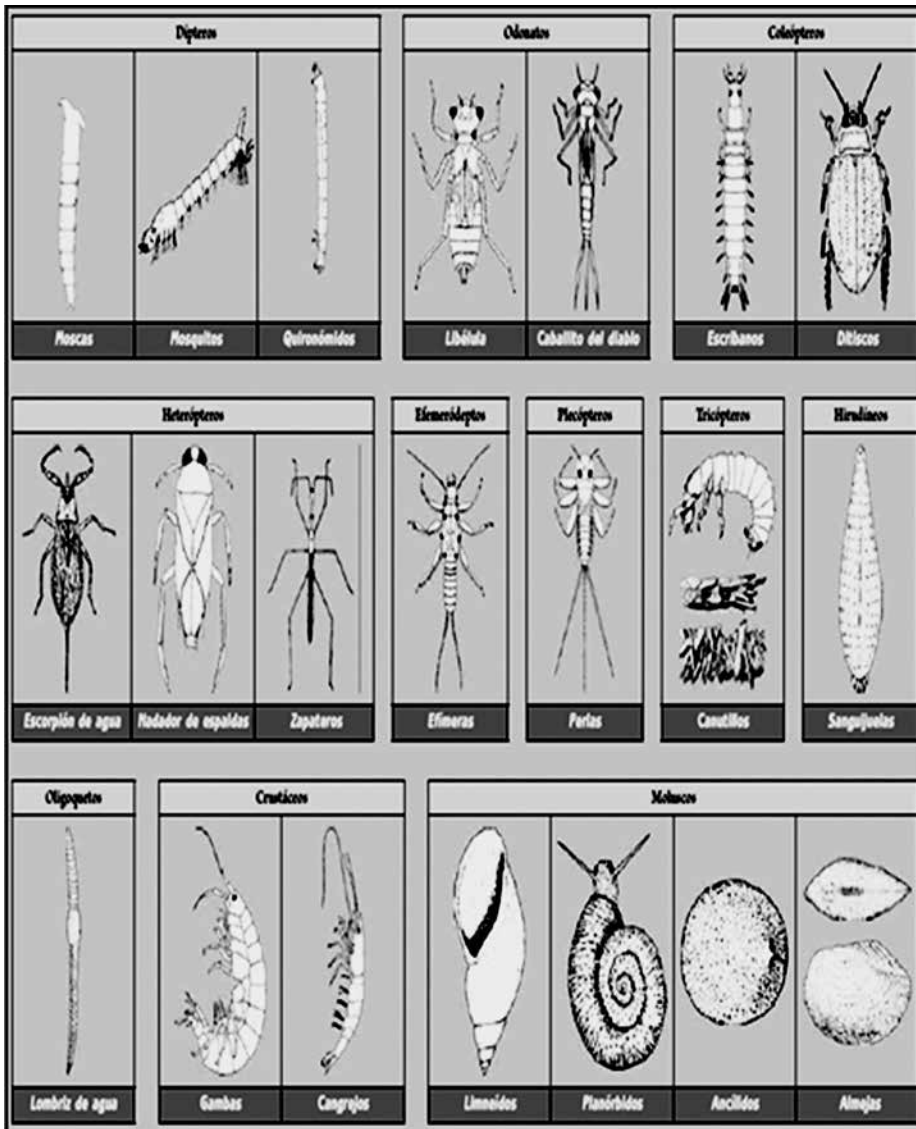 Dípteros
Odonatos
Coleópteros
Moscas
Mosquitos
Quironómidos
Libélula
Caballito del diablo
Escribanos
Ditiscos
Heterópteros
Efemerédeptos
Plecópteros
Tricópteros
Hirudíneos
Escorpión de agua
Nadador de espaldas
Zapateros
Efímeras
Perlas
Canutillos
Sanguijuelas
Oligoquetos
Crustáceos
Moluscos
Lombriz de agua
Gambas
Cangrejos
Limneidos
Planórbidos
Ancílidos
Almejas